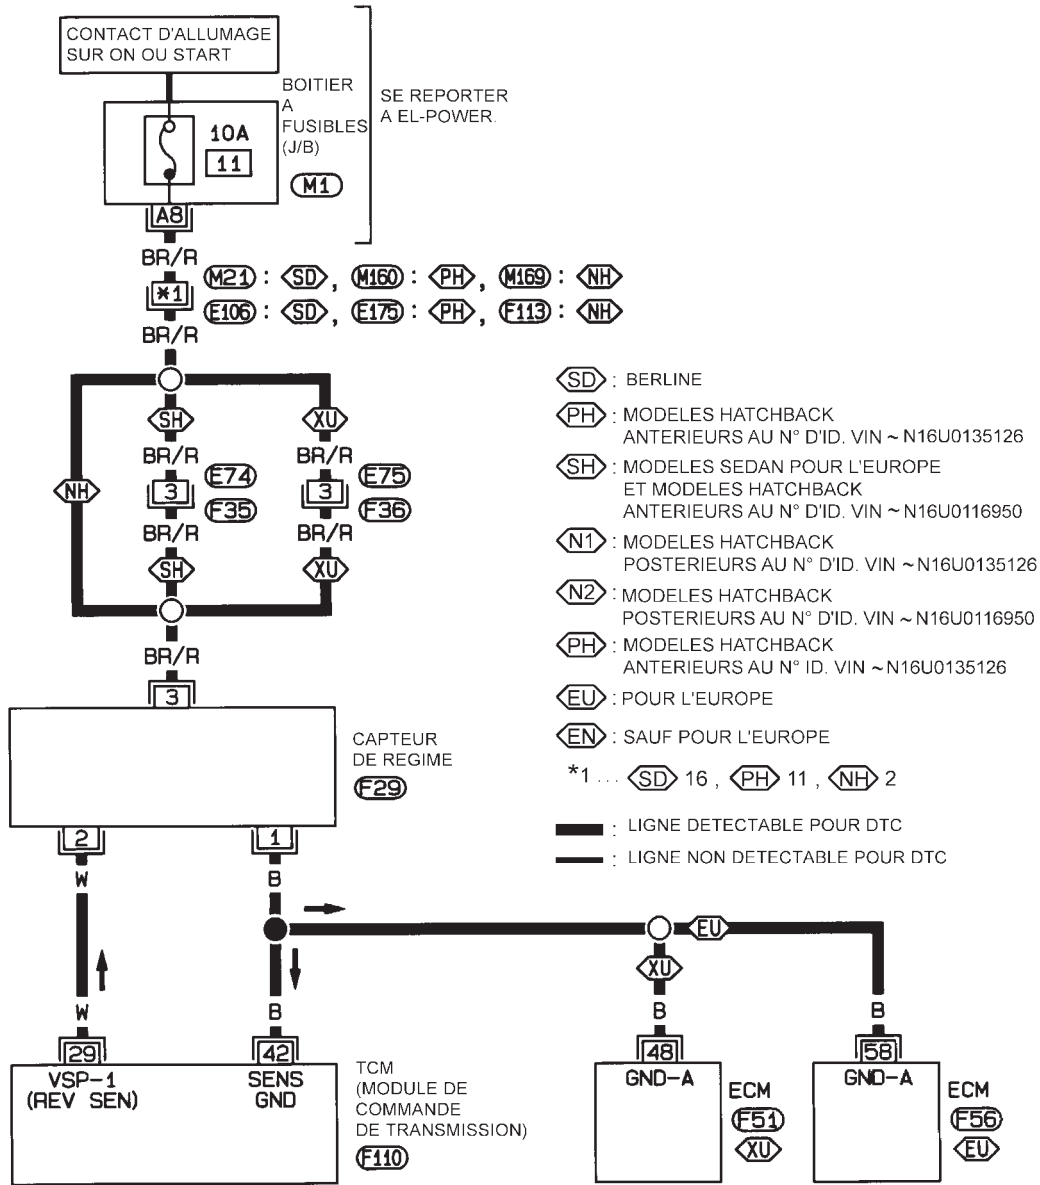 CONTACT D'ALLUMAGE
SUR ON OU START
BOITIER
A
FUSIBLES
(J/B)
SE REPORTER
A EL-POWER.
10A
11
M1
A8
BR/R
*1
M21 : SD , M160 : PH , M169 : NH
E106 : SD , E175 : PH , F113 : NH
BR/R
SH
XU
BR/R
BR/R
NH
3
E74
F35
3
E75
F36
BR/R
BR/R
SH
XU
BR/R
3
SD : BERLINE
PH : MODELES HATCHBACK
ANTERIEURS AU N° D'ID. VIN ~ N16U0135126
SH : MODELES SEDAN POUR L'EUROPE
ET MODELES HATCHBACK
ANTERIEURS AU N° D'ID. VIN ~ N16U0116950
N1 : MODELES HATCHBACK
POSTERIEURS AU N° D'ID. VIN ~ N16U0135126
N2 : MODELES HATCHBACK
POSTERIEURS AU N° D'ID. VIN ~ N16U0116950
PH : MODELES HATCHBACK
ANTERIEURS AU N° ID. VIN ~ N16U0135126
EU : POUR L'EUROPE
EN : SAUF POUR L'EUROPE
*1 ... SD 16 , PH 11 , NH 2
: LIGNE DETECTABLE POUR DTC
: LIGNE NON DETECTABLE POUR DTC
CAPTEUR
DE REGIME
F29
2
1
W
B
EU
XU
W
B
B
B
29
42
48
58
VSP-1
(REV SEN)
SENS
GND
TCM
(MODULE DE
COMMANDE
DE TRANSMISSION)
F110
GND-A
ECM
F51
XU
GND-A
ECM
F56
EU